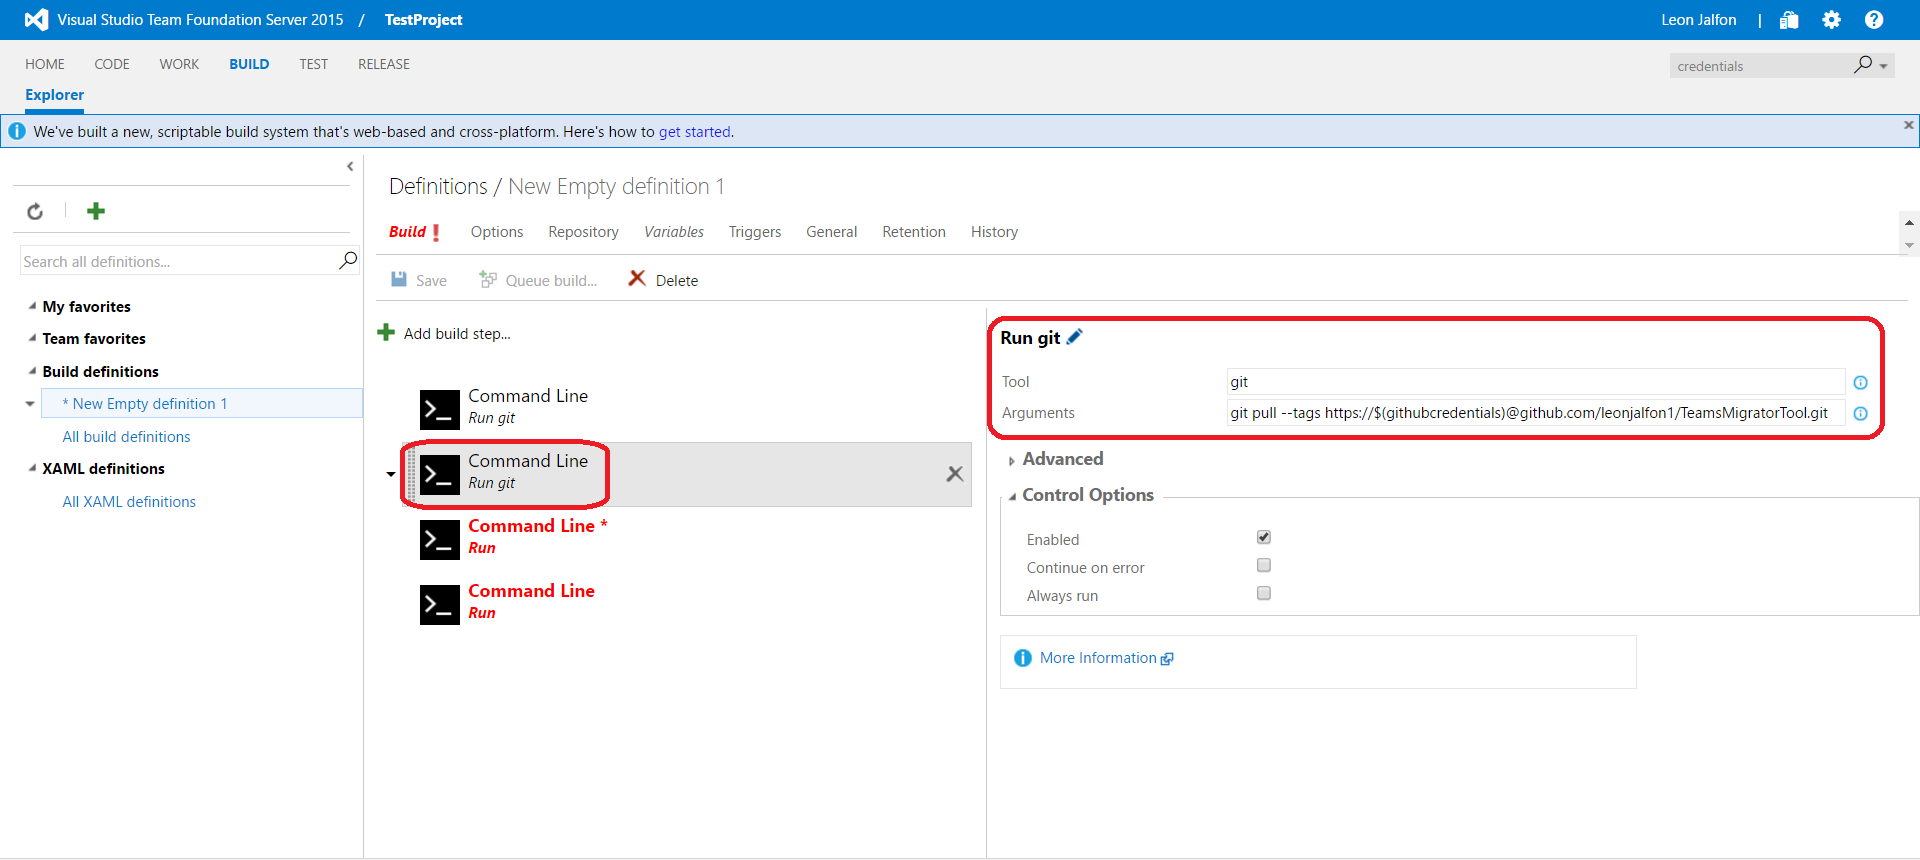 Visual Studio Team Foundation Server 2015 / TestProject
Leon Jalfon |
HOME CODE WORK BUILD TEST RELEASE
credentials
Explorer
We've built a new, scriptable build system that's web-based and cross-platform. Here's how to get started.
Search all definitions...
My favorites
Team favorites
Build definitions
* New Empty definition 1
All build definitions
XAML definitions
All XAML definitions
Definitions / New Empty definition 1
Build ! Options Repository Variables Triggers General Retention History
Save Queue build... Delete
Add build step...
Command Line
Run git
Command Line
Run git
Command Line *
Run
Command Line
Run
Run git
Tool git
Arguments git pull --tags https://$(githubcredentials)@github.com/leonjalfon1/TeamsMigratorTool.git
Advanced
Control Options
Enabled
Continue on error
Always run
More Information